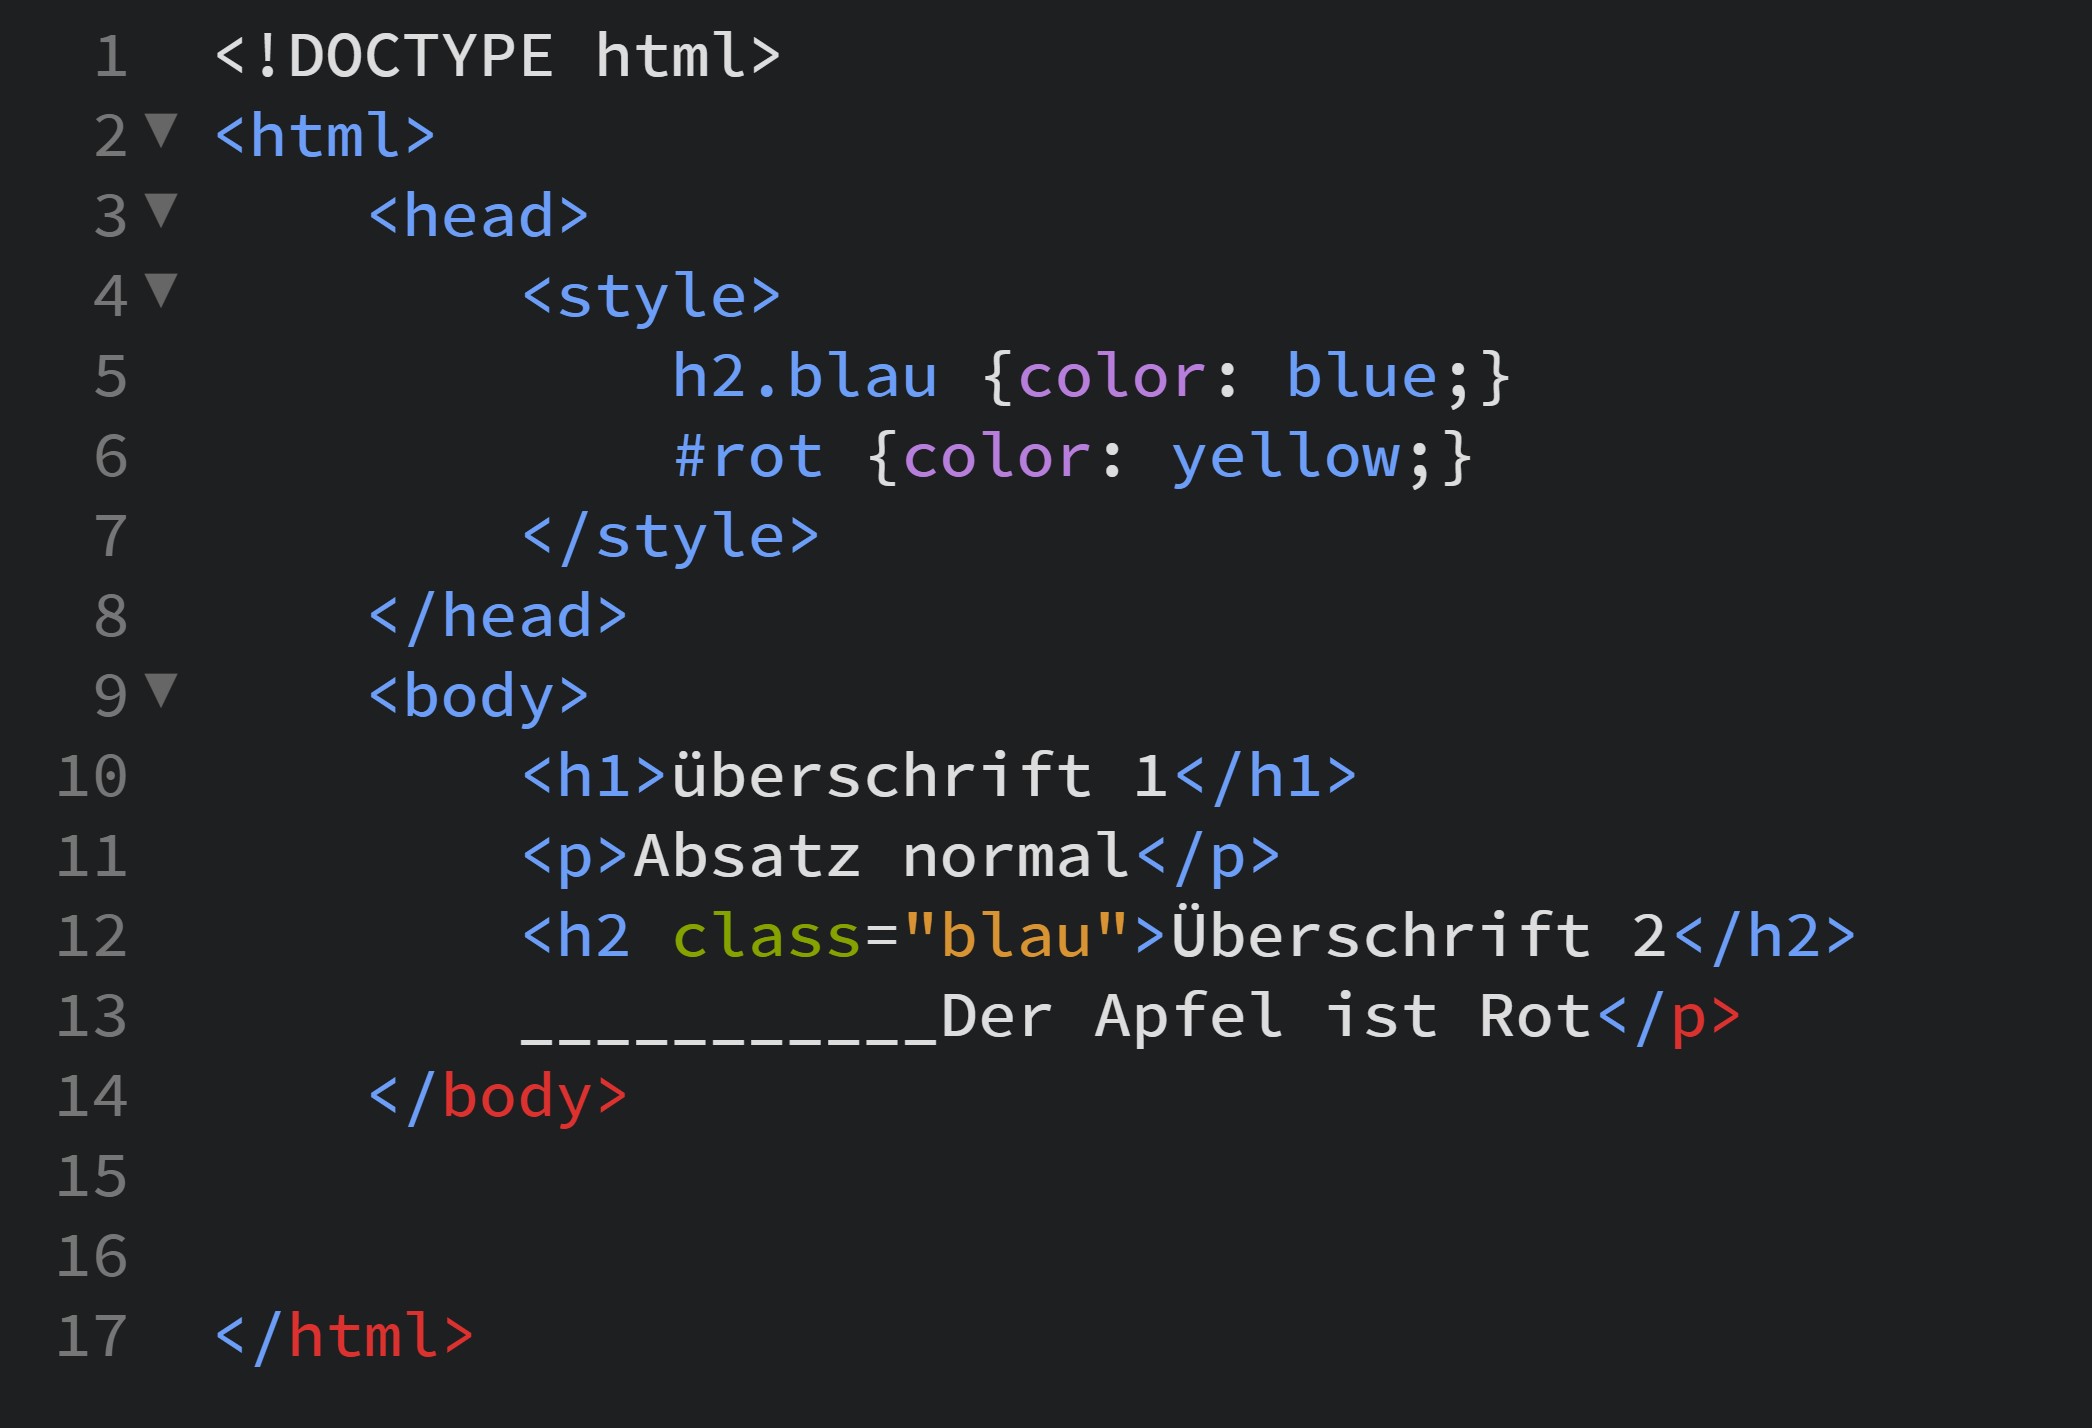 1 <!DOCTYPE html>
2 <html>
3     <head>
4         <style>
5             h2.blau {color: blue;}
6             #rot {color: yellow;}
7         </style>
8     </head>
9     <body>
10         <h1>überschrift 1</h1>
11         <p>Absatz normal</p>
12         <h2 class="blau">Überschrift 2</h2>
13         ___________Der Apfel ist Rot</p>
14     </body>
15
16
17 </html>